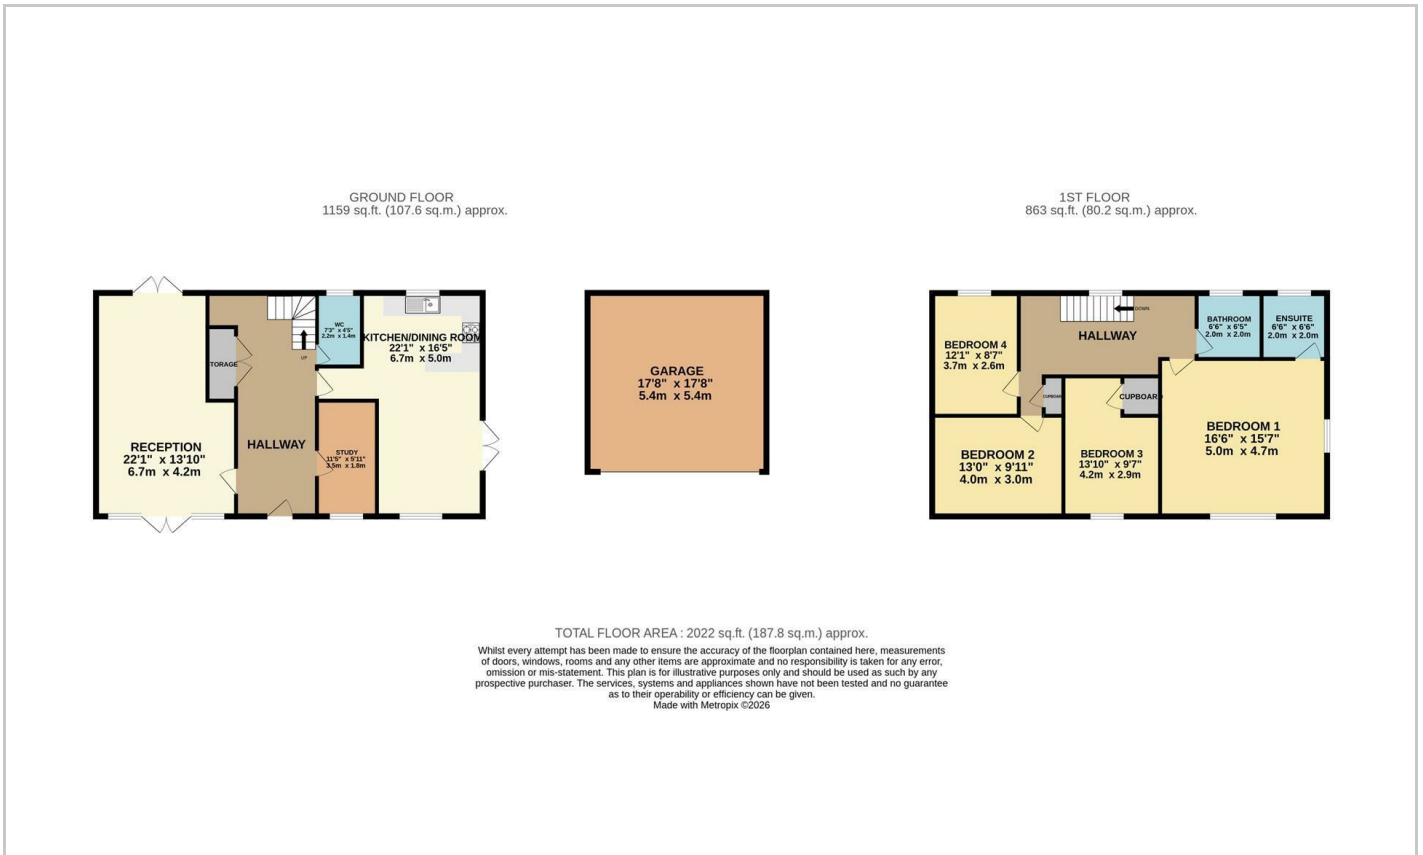 GROUND FLOOR
1159 sq.ft. (107.6 sq.m.) approx.
1ST FLOOR
863 sq.ft. (80.2 sq.m.) approx.
WC
7'3" x 4'5"
2.2m x 1.4m
KITCHEN/DINING ROOM
22'1" x 16'5"
6.7m x 5.0m
UP
TORAGE
RECEPTION
22'1" x 13'10"
6.7m x 4.2m
HALLWAY
STUDY
11'5" x 5'11"
3.5m x 1.8m
GARAGE
17'8" x 17'8"
5.4m x 5.4m
DOWN
HALLWAY
BATHROOM
6'6" x 6'5"
2.0m x 2.0m
ENSUITE
6'6" x 6'6"
2.0m x 2.0m
BEDROOM 4
12'1" x 8'7"
3.7m x 2.6m
CUPBOARD
CUPBOARD
BEDROOM 1
16'6" x 15'7"
5.0m x 4.7m
BEDROOM 2
13'0" x 9'11"
4.0m x 3.0m
BEDROOM 3
13'10" x 9'7"
4.2m x 2.9m
TOTAL FLOOR AREA : 2022 sq.ft. (187.8 sq.m.) approx.
Whilst every attempt has been made to ensure the accuracy of the floorplan contained here, measurements
of doors, windows, rooms and any other items are approximate and no responsibility is taken for any error,
omission or mis-statement. This plan is for illustrative purposes only and should be used as such by any
prospective purchaser. The services, systems and appliances shown have not been tested and no guarantee
as to their operability or efficiency can be given.
Made with Metropix ©2026